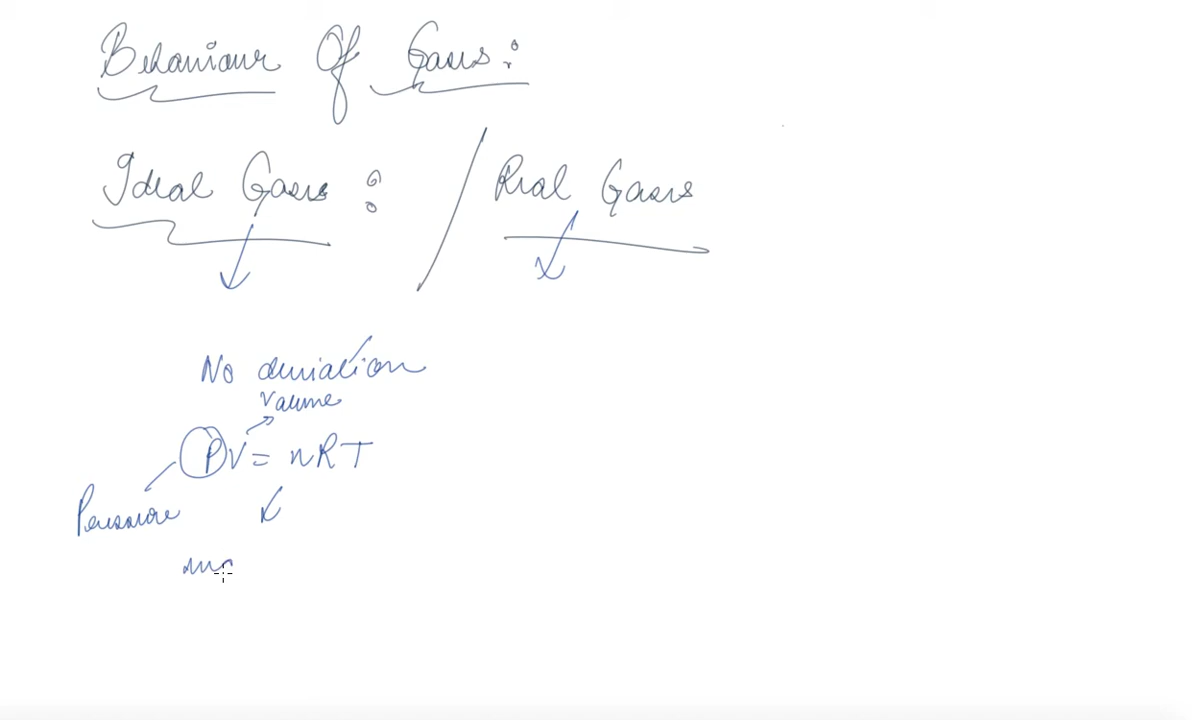 Behaviour Of Gases:
Ideal Gases: / Real Gases
No deviation
Volume
PV = nRT
Pressure